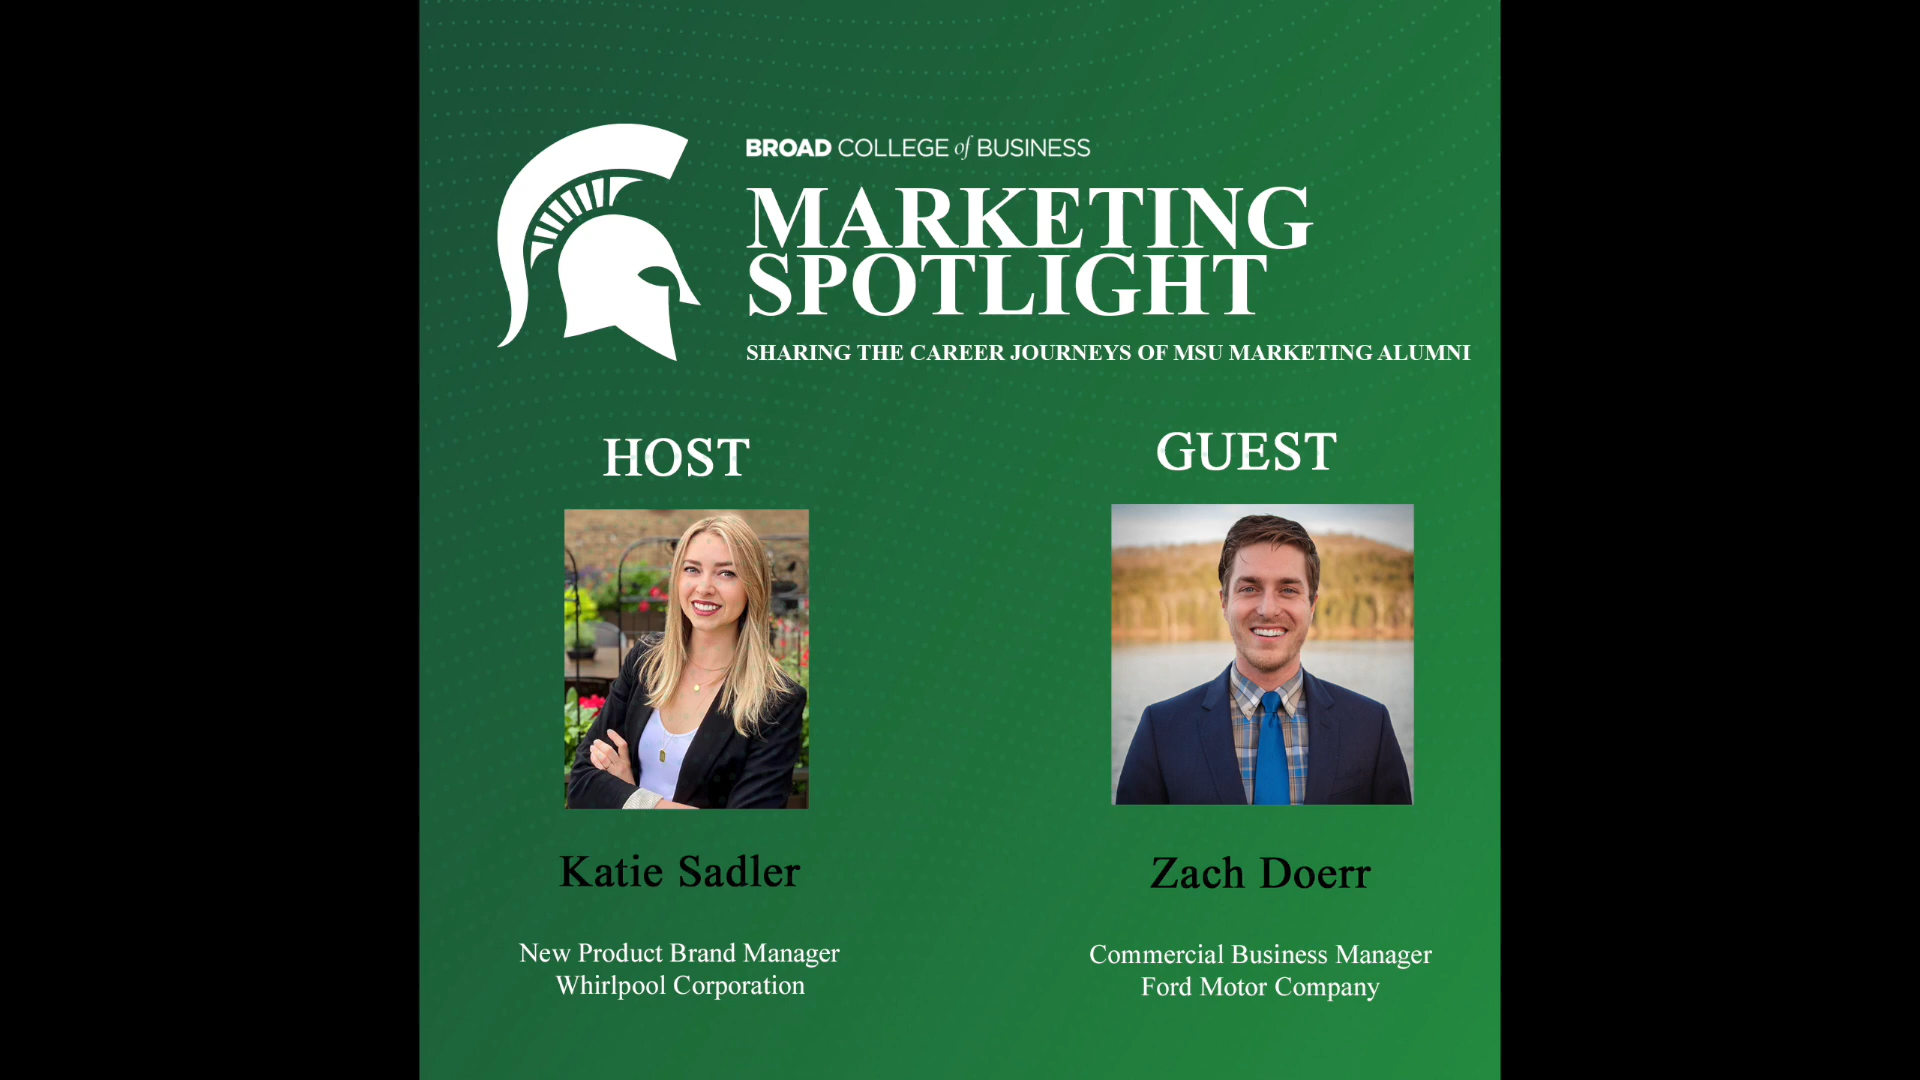 BROAD COLLEGE of BUSINESS
MARKETING
SPOTLIGHT
SHARING THE CAREER JOURNEYS OF MSU MARKETING ALUMNI
HOST
GUEST
Katie Sadler
Zach Doerr
New Product Brand Manager
Whirlpool Corporation
Commercial Business Manager
Ford Motor Company